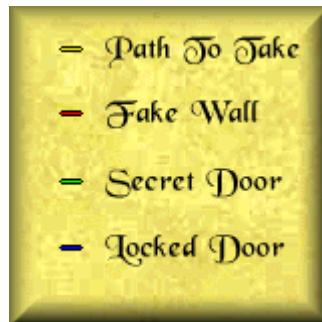 Path To Take
Fake Wall
Secret Door
Locked Door